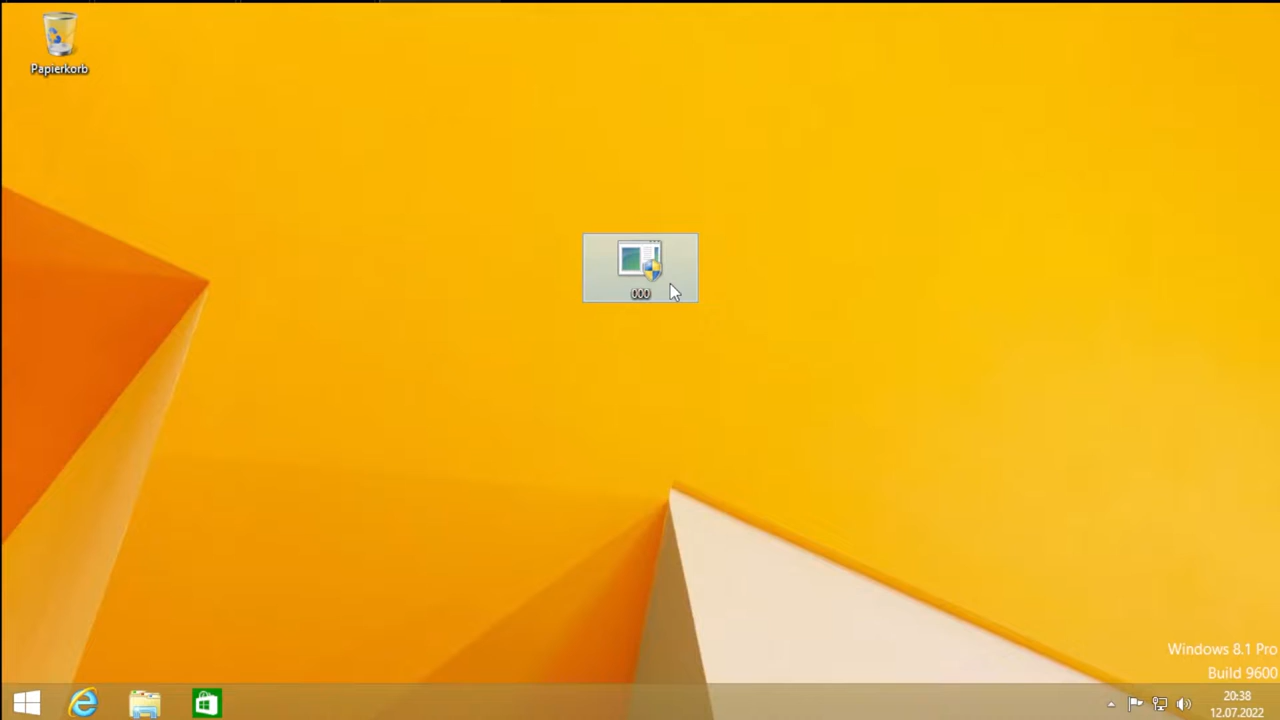 Papierkorb
000
Windows 8.1 Pro
Build 9600
20:38
12.07.2022